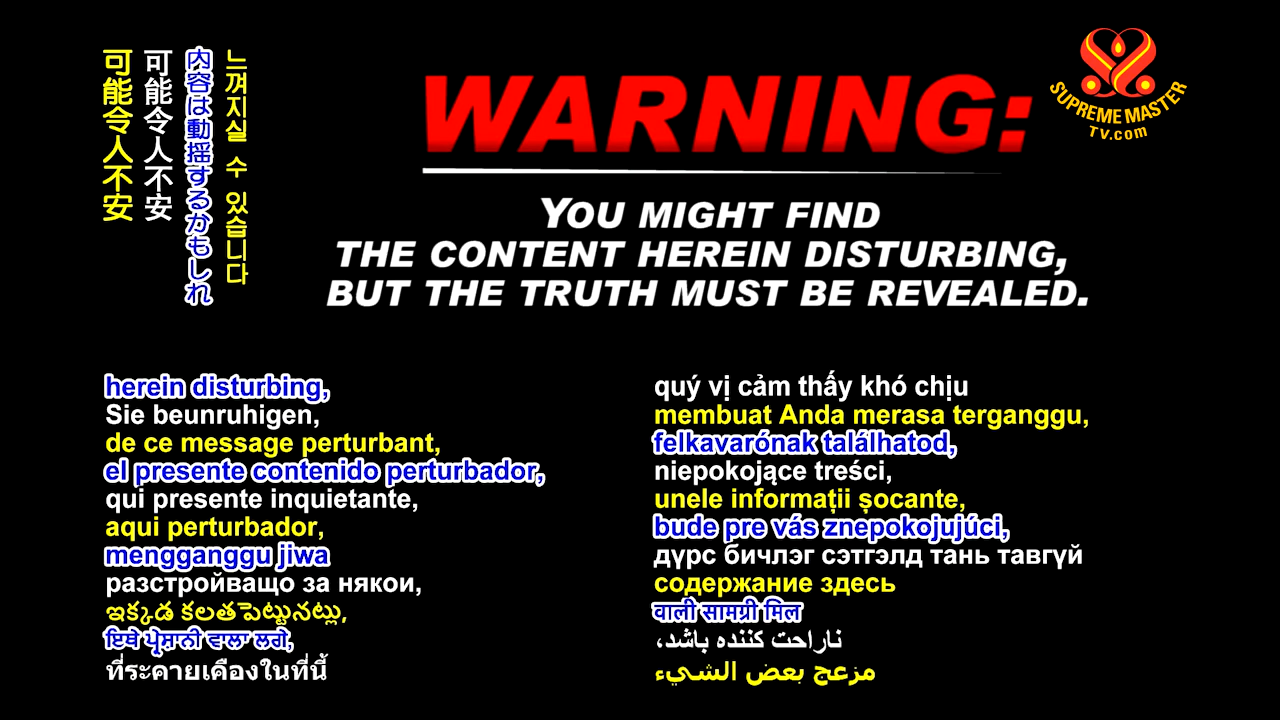 可能令人不安
可能令人不安
内容は動揺するかもしれ
느껴지실 수 있습니다
WARNING:
SUPREME MASTER
TV.com
YOU MIGHT FIND
THE CONTENT HEREIN DISTURBING,
BUT THE TRUTH MUST BE REVEALED.
herein disturbing,
Sie beunruhigen,
de ce message perturbant,
el presente contenido perturbador,
qui presente inquietante,
aqui perturbador,
mengganggu jiwa
разстройващо за някои,
ఇక్కడ కలతపెట్టునట్లు,
ਇਥੇ ਪ੍ਰੇਸ਼ਾਨੀ ਵਾਲਾ ਲਗੇ,
ที่ระคายเคืองในที่นี้
quý vị cảm thấy khó chịu
membuat Anda merasa terganggu,
felkavarónak találhatod,
niepokojące treści,
unele informații șocante,
bude pre vás znepokojujúci,
дүрс бичлэг сэтгэлд тань тавгүй
содержание здесь
वाली सामग्री मिल
ناراحت کننده باشد،
مزعج بعض الشيء